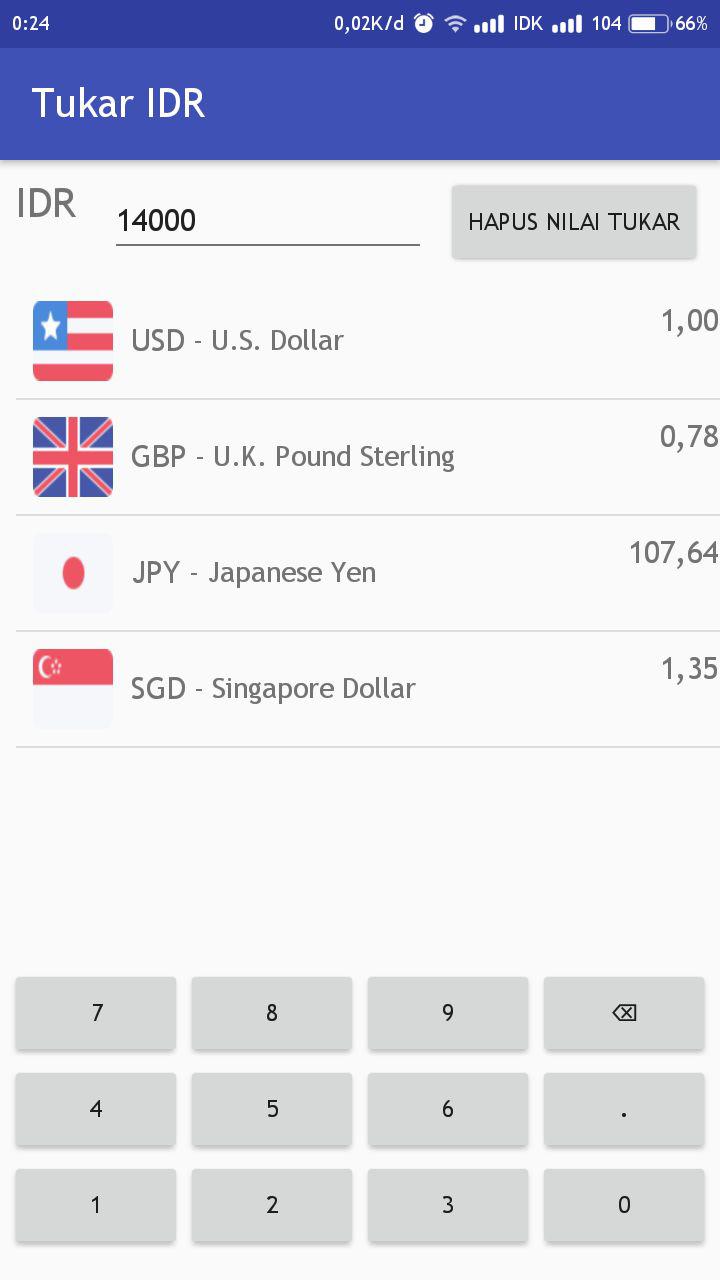 0:24 0,02K/d IDK 104 66%
Tukar IDR
IDR 14000 HAPUS NILAI TUKAR
USD - U.S. Dollar 1,00
GBP - U.K. Pound Sterling 0,78
JPY - Japanese Yen 107,64
SGD - Singapore Dollar 1,35
7 8 9
4 5 6 .
1 2 3 0